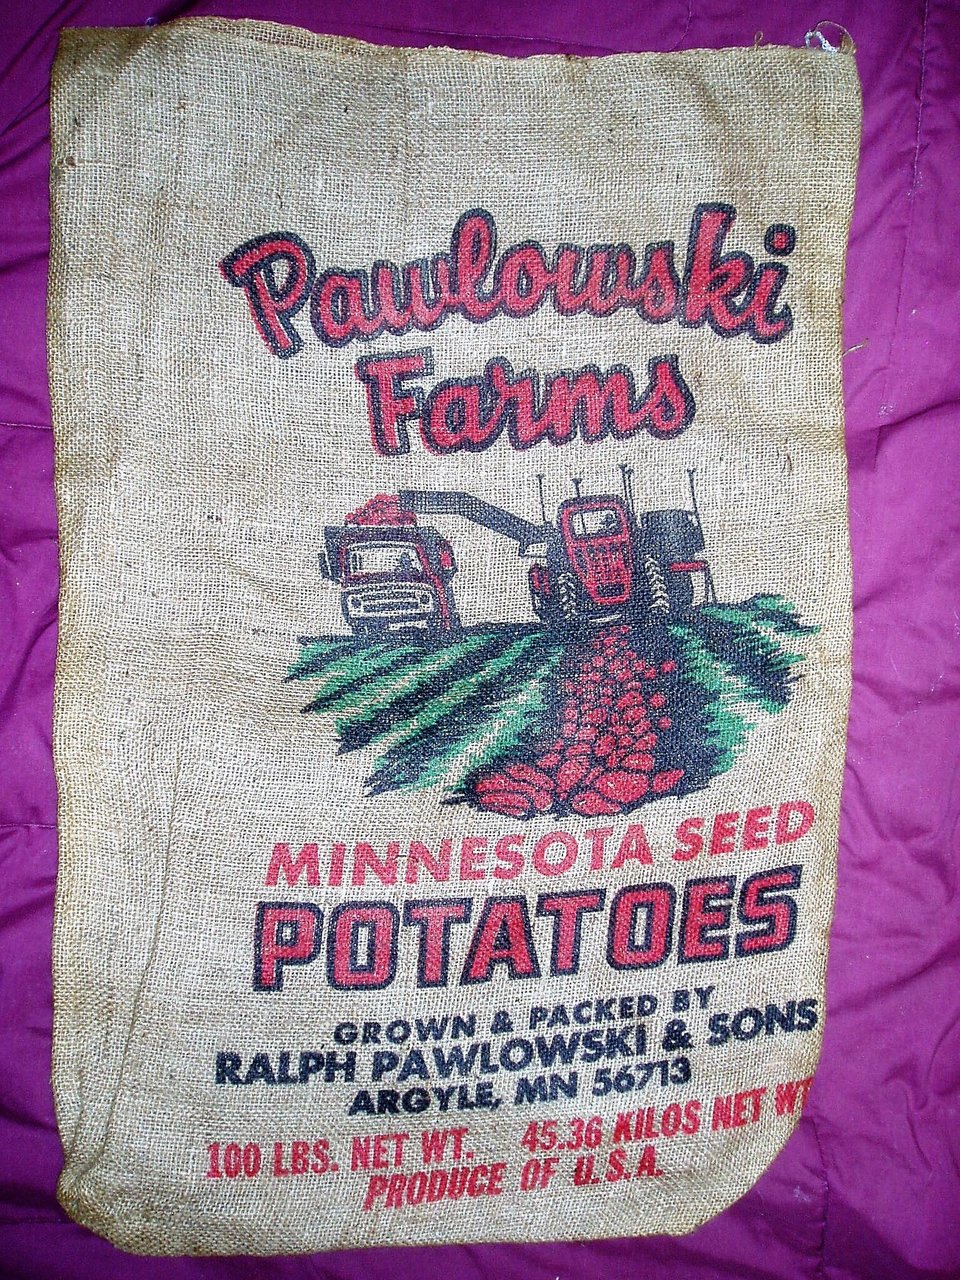 Pawlowski
Farms
MINNESOTA SEED
POTATOES
GROWN & PACKED BY
RALPH PAWLOWSKI & SONS
ARGYLE, MN 56713
100 LBS. NET WT. 45.36 KILOS NET WT
PRODUCE OF U.S.A.